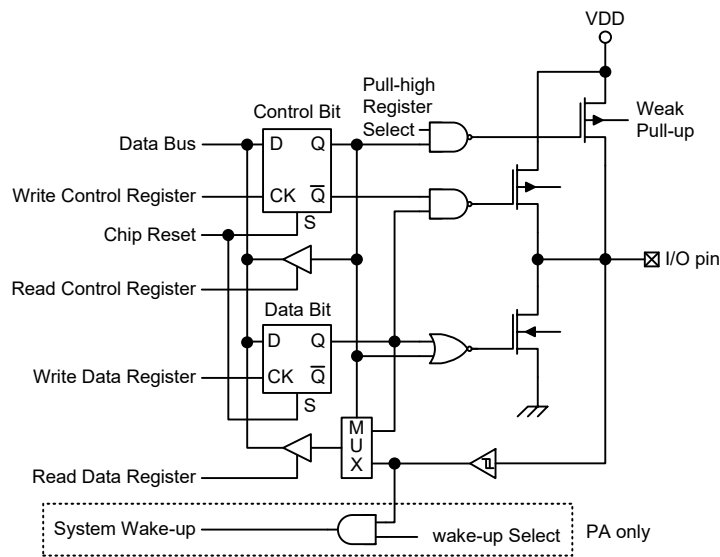 VDD
Pull-high
Register
Select
Weak
Pull-up
Control Bit
Data Bus
D
Q
Write Control Register
CK
Q
S
Chip Reset
I/O pin
Read Control Register
Data Bit
D
Q
Write Data Register
CK
Q
S
M
U
X
Read Data Register
System Wake-up
wake-up Select
PA only